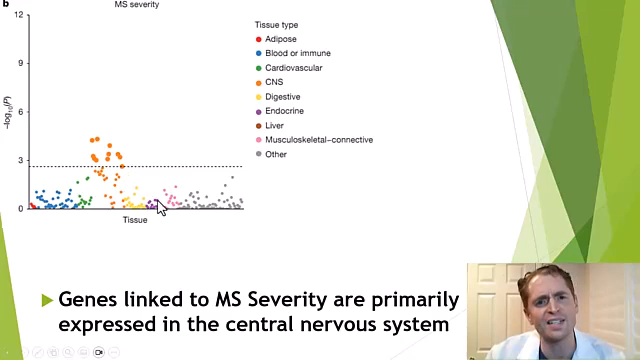 b
MS severity
12
9
6
3
0
–log10(P)
Tissue
Tissue type
Adipose
Blood or immune
Cardiovascular
CNS
Digestive
Endocrine
Liver
Musculoskeletal–connective
Other
Genes linked to MS Severity are primarily
expressed in the central nervous system